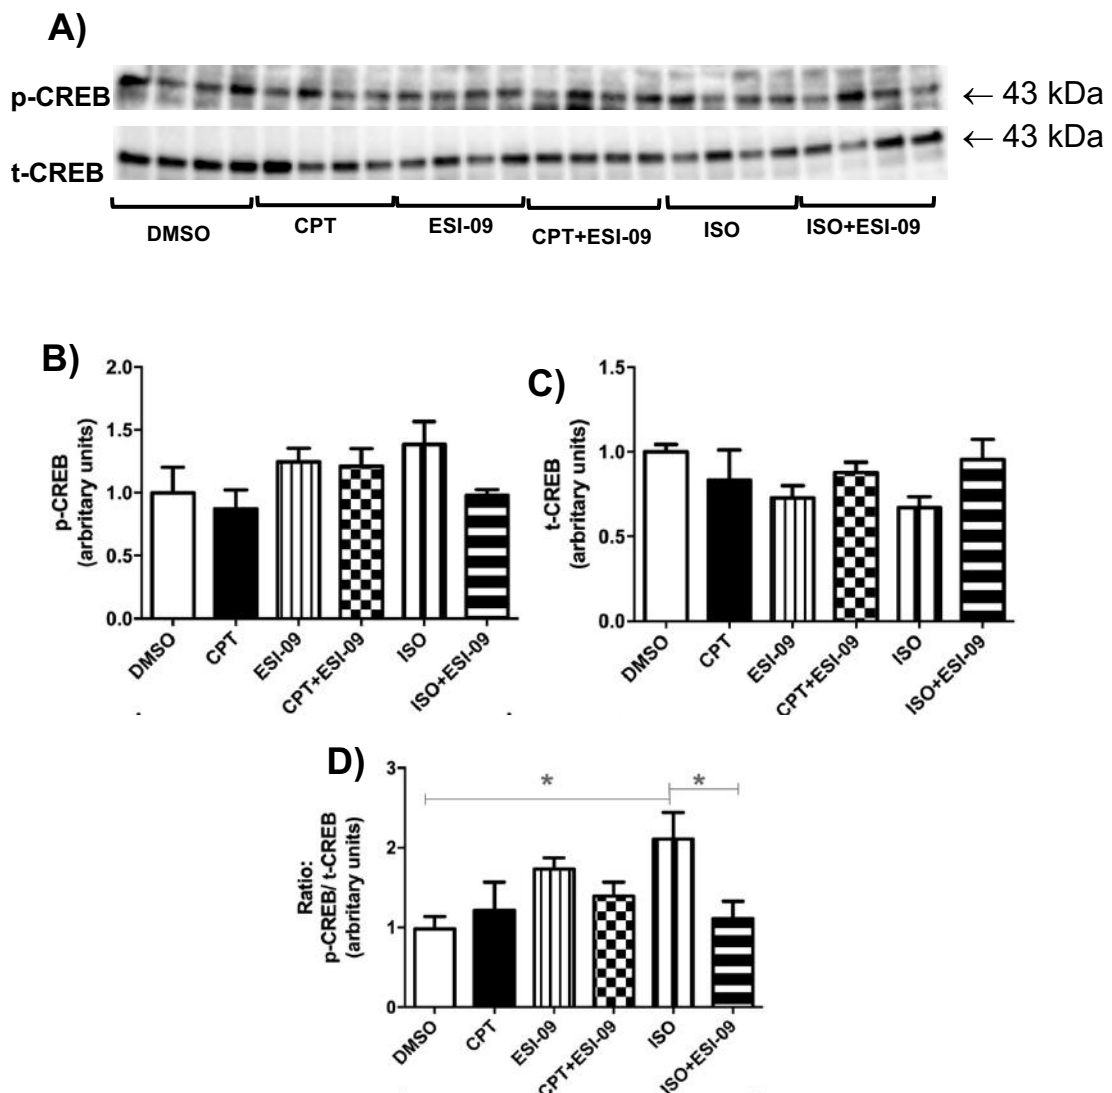 A)
p-CREB
← 43 kDa
t-CREB
← 43 kDa
DMSO
CPT
ESI-09
CPT+ESI-09
ISO
ISO+ESI-09
B)
p-CREB
(arbritary units)
2.0
1.5
1.0
0.5
0.0
DMSO
CPT
ESI-09
CPT+ESI-09
ISO
ISO+ESI-09
C)
t-CREB
(arbritary units)
1.5
1.0
0.5
0.0
DMSO
CPT
ESI-09
CPT+ESI-09
ISO
ISO+ESI-09
D)
Ratio:
p-CREB/ t-CREB
(arbritary units)
3
2
1
0
*
*
DMSO
CPT
ESI-09
CPT+ESI-09
ISO
ISO+ESI-09